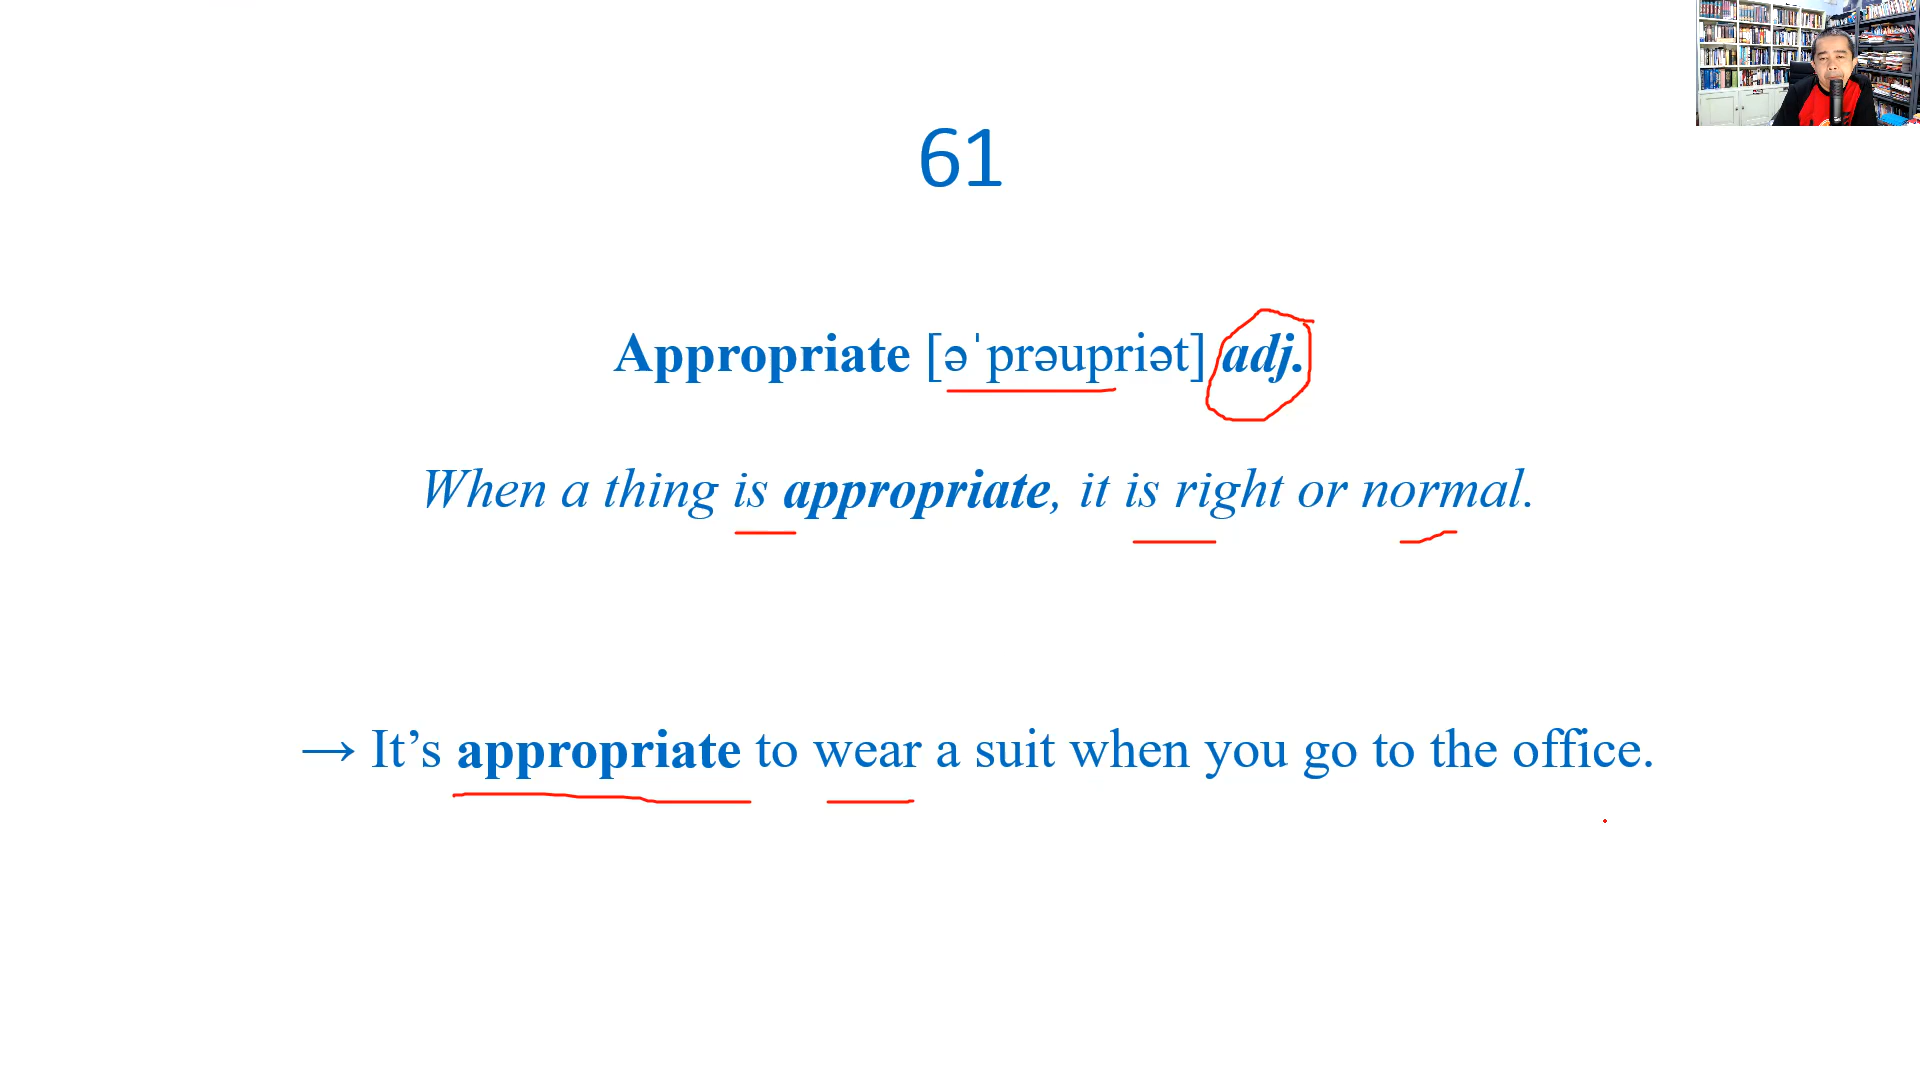 61
Appropriate [əˈprəupriət] adj.
When a thing is appropriate, it is right or normal.
→ It’s appropriate to wear a suit when you go to the office.